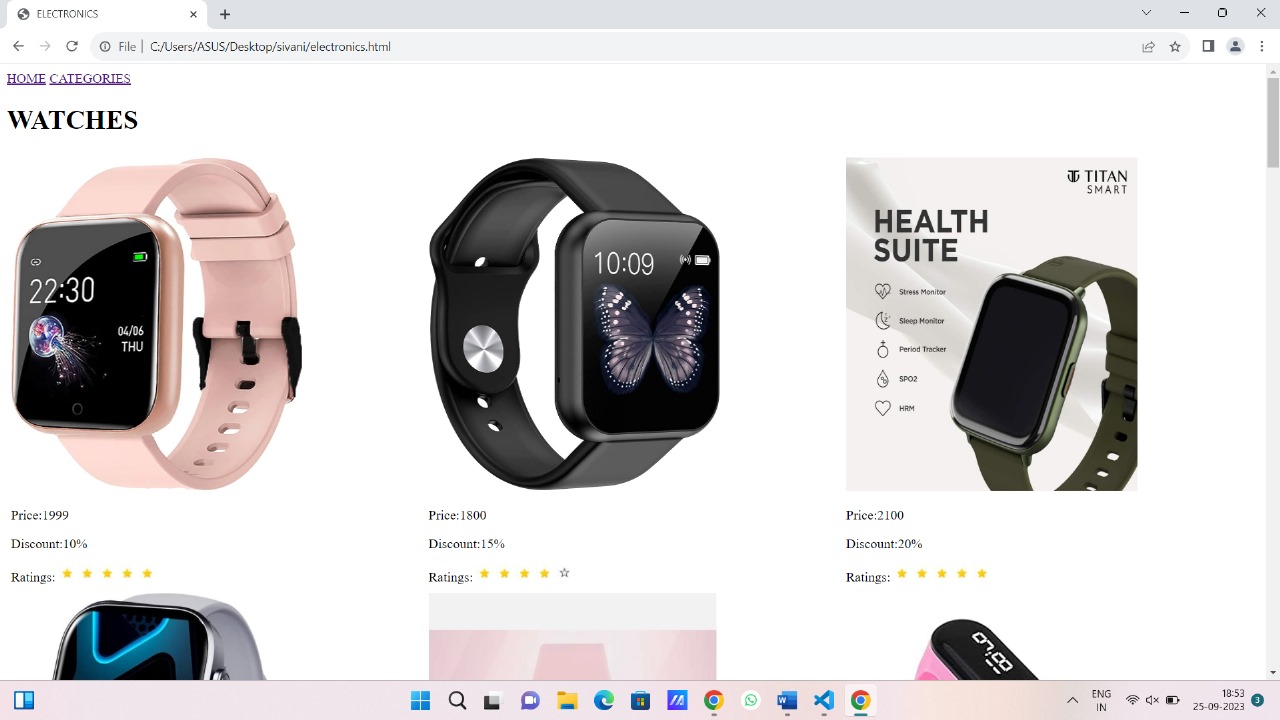 ELECTRONICS
File | C:/Users/ASUS/Desktop/sivani/electronics.html
HOME CATEGORIES
WATCHES
22:30
04/06
THU
10:09
TITAN
SMART
HEALTH
SUITE
Stress Monitor
Sleep Monitor
Period Tracker
SPO2
HRM
Price:1999
Price:1800
Price:2100
Discount:10%
Discount:15%
Discount:20%
Ratings:
Ratings:
Ratings:
ENG
IN
18:53
25-09-2023
3